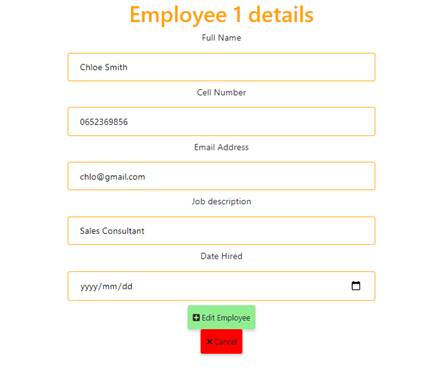 Employee 1 details
Full Name
Chloe Smith
Cell Number
0652369856
Email Address
chlo@gmail.com
Job description
Sales Consultant
Date Hired
yyyy/mm/dd
Edit Employee
Cancel